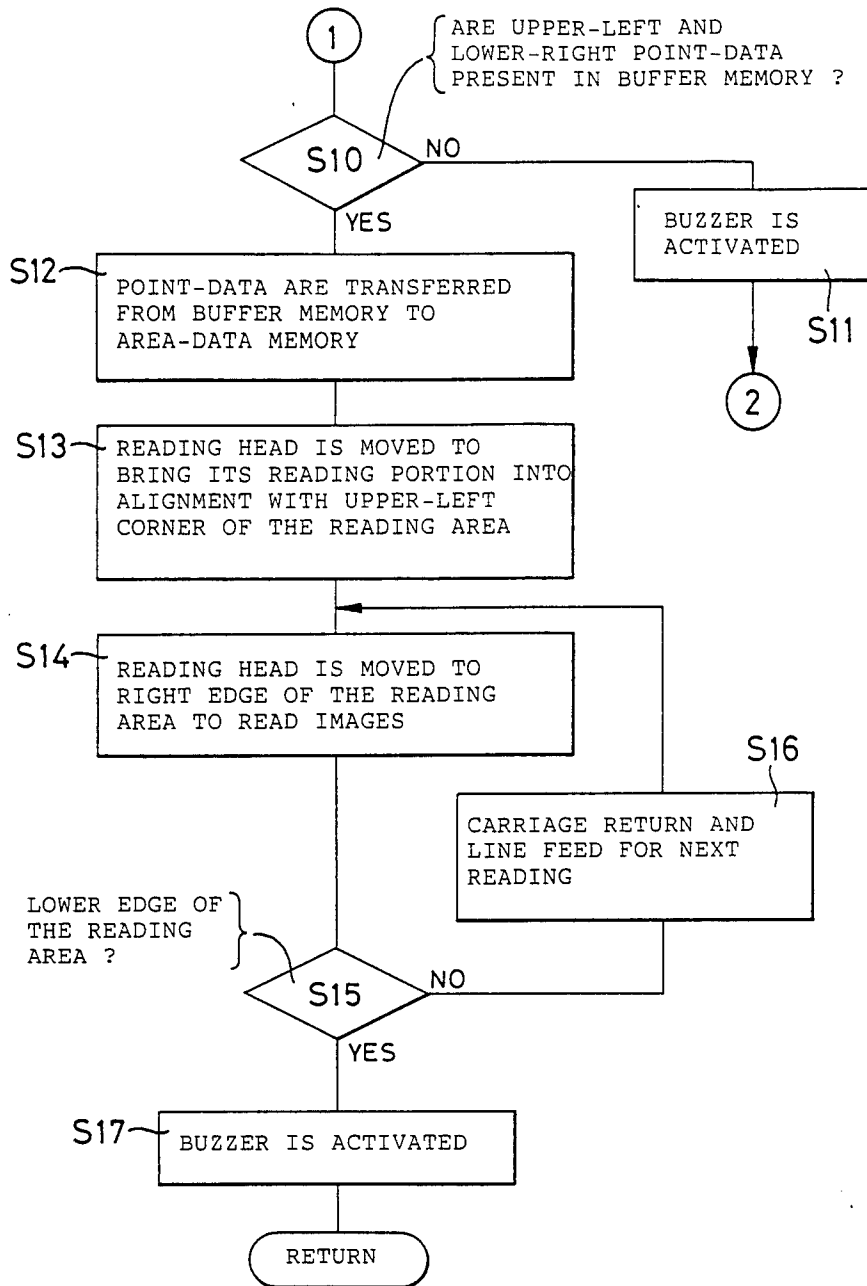 1
ARE UPPER-LEFT AND
LOWER-RIGHT POINT-DATA
PRESENT IN BUFFER MEMORY ?
S10
NO
YES
BUZZER IS
ACTIVATED
S11
2
S12
POINT-DATA ARE TRANSFERRED
FROM BUFFER MEMORY TO
AREA-DATA MEMORY
S13
READING HEAD IS MOVED TO
BRING ITS READING PORTION INTO
ALIGNMENT WITH UPPER-LEFT
CORNER OF THE READING AREA
S14
READING HEAD IS MOVED TO
RIGHT EDGE OF THE READING
AREA TO READ IMAGES
S16
CARRIAGE RETURN AND
LINE FEED FOR NEXT
READING
LOWER EDGE OF
THE READING
AREA ?
S15
NO
YES
S17
BUZZER IS ACTIVATED
RETURN